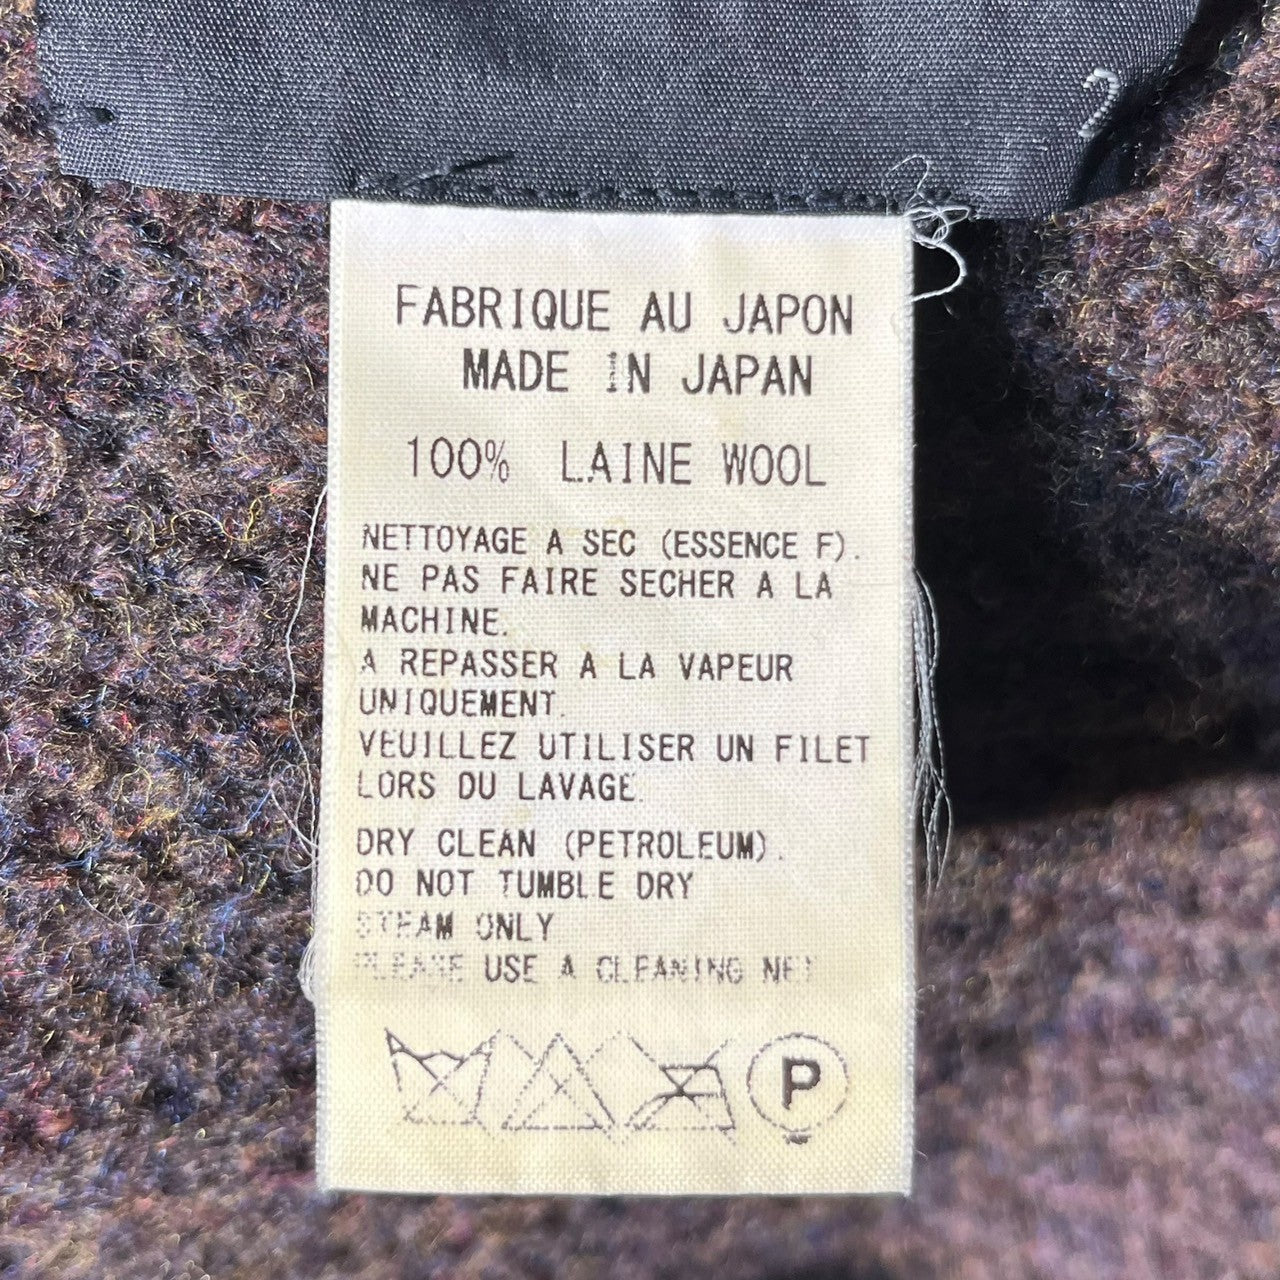 2
FABRIQUE AU JAPON
MADE IN JAPAN
100% LAINE WOOL
NETTOYAGE A SEC (ESSENCE F).
NE PAS FAIRE SECHER A LA
MACHINE.
A REPASSER A LA VAPEUR
UNIQUEMENT.
VEUILLEZ UTILISER UN FILET
LORS DU LAVAGE.
DRY CLEAN (PETROLEUM).
DO NOT TUMBLE DRY
STEAM ONLY
PLEASE USE A CLEANING NET
P